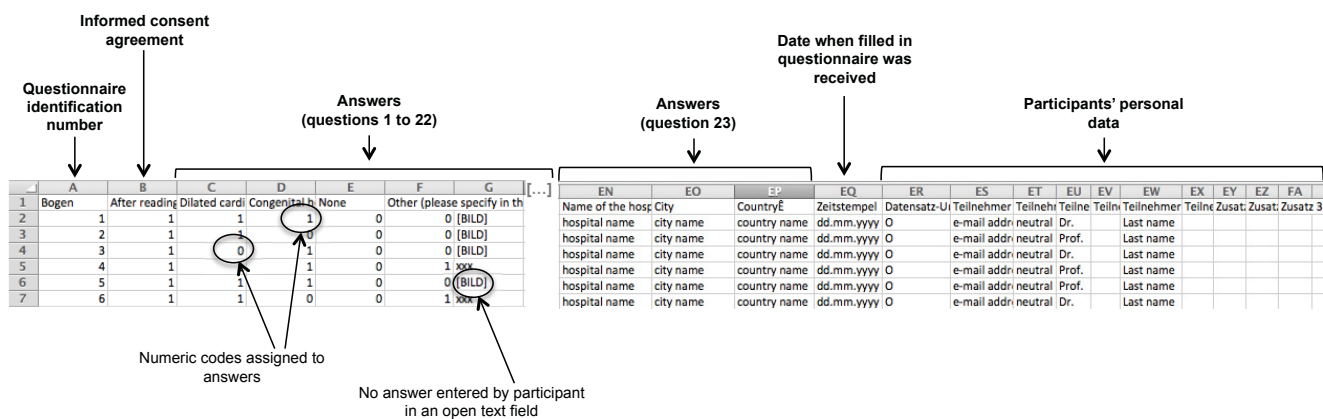 Informed consent
agreement
Date when filled in
questionnaire was
received
Questionnaire
identification
number
Answers
(questions 1 to 22)
Answers
(question 23)
Participants' personal
data
[...]
A B C D E F G
1 Bogen After reading Dilated cardi Congenital h None Other (please specify in th
2 1 1 1 1 0 0 [BILD]
3 2 1 1 0 0 0 [BILD]
4 3 1 0 1 0 0 [BILD]
5 4 1 1 1 0 1 xxx
6 5 1 1 1 0 0 [BILD]
7 6 1 1 0 0 1 xxx
EN EO EP EQ ER ES ET EU EV EW EX EY EZ FA
Name of the hosp City CountryÊ Zeitstempel Datensatz-Ur Teilnehmer Teilnehr Teilne Teiln Teilnehmer Teilne Zusat: Zusat: Zusatz 3
hospital name city name country name dd.mm.yyyy O e-mail addr neutral Dr. Last name
hospital name city name country name dd.mm.yyyy O e-mail addr neutral Prof. Last name
hospital name city name country name dd.mm.yyyy O e-mail addr neutral Dr. Last name
hospital name city name country name dd.mm.yyyy O e-mail addr neutral Prof. Last name
hospital name city name country name dd.mm.yyyy O e-mail addr neutral Prof. Last name
hospital name city name country name dd.mm.yyyy O e-mail addr neutral Dr. Last name
Numeric codes assigned to
answers
No answer entered by participant
in an open text field